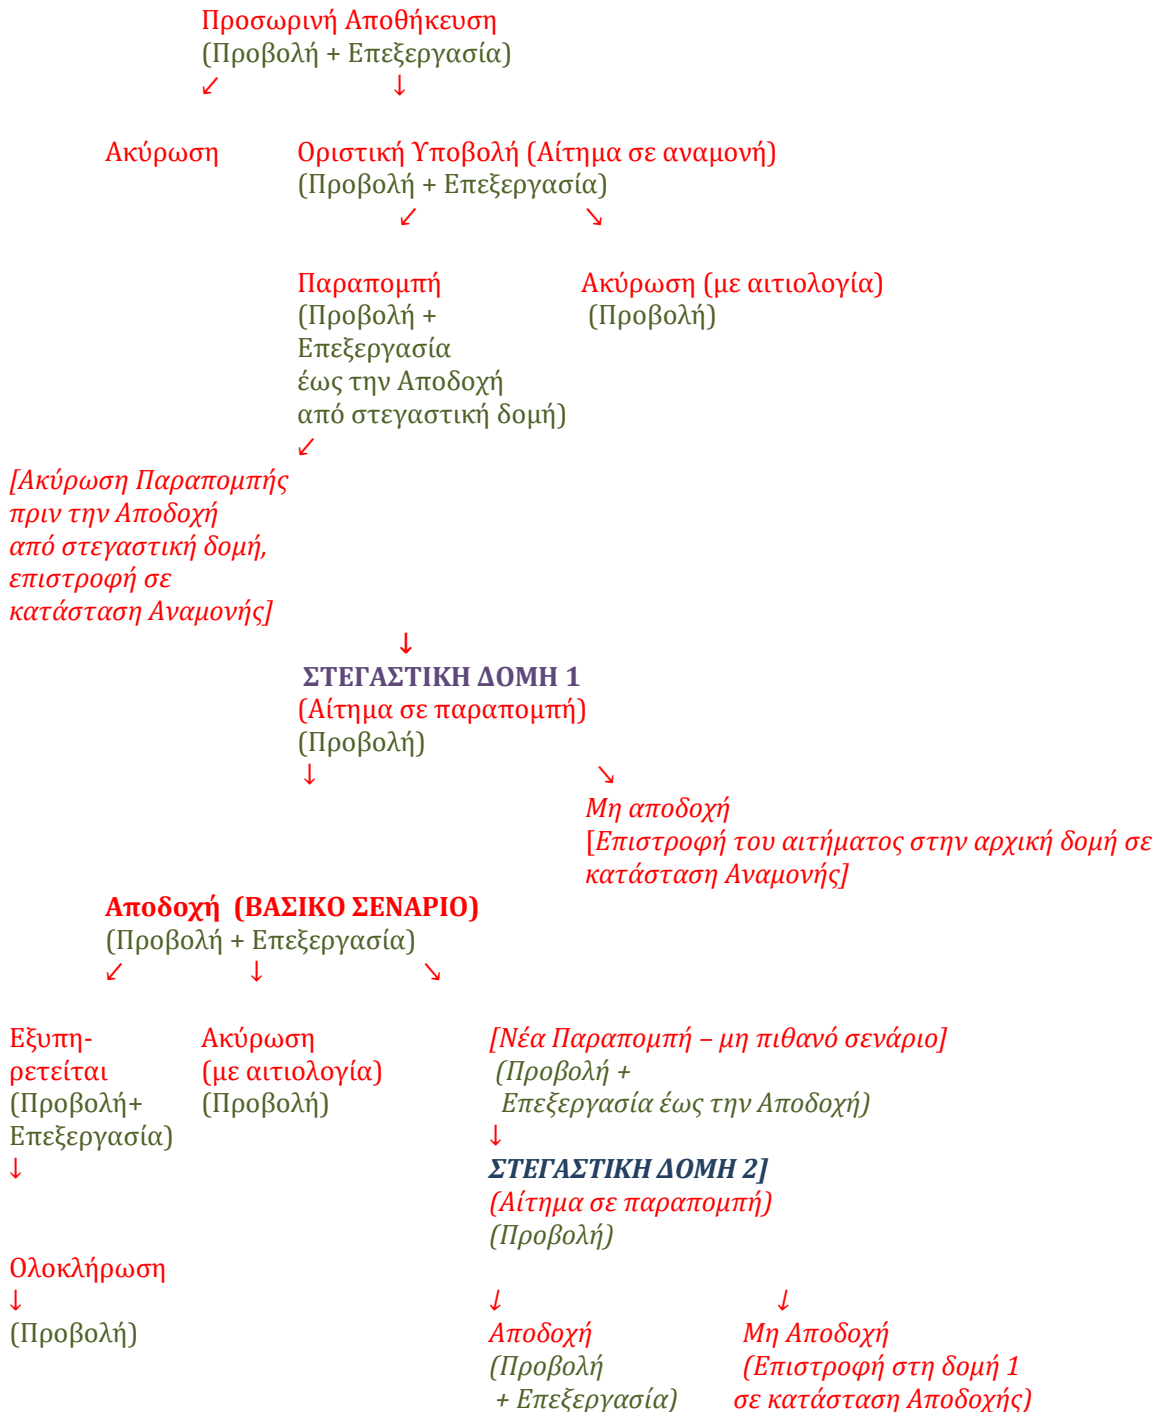 Προσωρινή Αποθήκευση
(Προβολή + Επεξεργασία)
↙ ↓
Ακύρωση Οριστική Υποβολή (Αίτημα σε αναμονή)
(Προβολή + Επεξεργασία)
↙ ↘
Παραπομπή Ακύρωση (με αιτιολογία)
(Προβολή + (Προβολή)
Επεξεργασία
έως την Αποδοχή
από στεγαστική δομή)
↙
[Ακύρωση Παραπομπής
πριν την Αποδοχή
από στεγαστική δομή,
επιστροφή σε
κατάσταση Αναμονής]
↓
ΣΤΕΓΑΣΤΙΚΗ ΔΟΜΗ 1
(Αίτημα σε παραπομπή)
(Προβολή)
↓ ↘
Μη αποδοχή
[Επιστροφή του αιτήματος στην αρχική δομή σε
κατάσταση Αναμονής]
Αποδοχή (ΒΑΣΙΚΟ ΣΕΝΑΡΙΟ)
(Προβολή + Επεξεργασία)
↙ ↓ ↘
Εξυπη- Ακύρωση [Νέα Παραπομπή – μη πιθανό σενάριο]
ρετείται (με αιτιολογία) (Προβολή +
(Προβολή+ (Προβολή) Επεξεργασία έως την Αποδοχή)
Επεξεργασία) ↓
↓ ΣΤΕΓΑΣΤΙΚΗ ΔΟΜΗ 2]
(Αίτημα σε παραπομπή)
(Προβολή)
Ολοκλήρωση
↓ ↓ ↓
(Προβολή) Αποδοχή Μη Αποδοχή
(Προβολή (Επιστροφή στη δομή 1
+ Επεξεργασία) σε κατάσταση Αποδοχής)